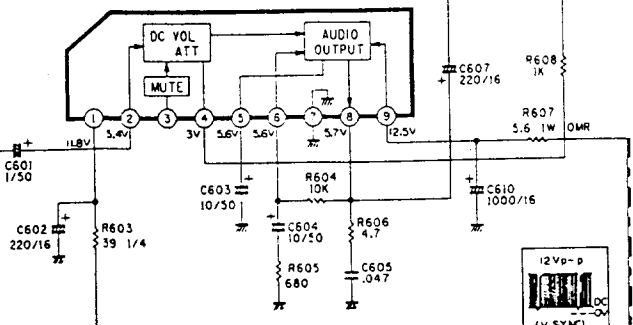 DC VOL
ATT
AUDIO
OUTPUT
MUTE
1
2
3
4
5
6
7
8
9
11.8V
5.4V
3V
5.6V
5.6V
5.7V
12.5V
+
C601
1/50
C602
220/16
+
R603
39 1/4
C603
10/50
+
R604
10K
+
C604
10/50
R605
680
R606
4.7
C605
.047
C607
220/16
+
R608
1K
R607
5.6 1W OMR
+
C610
1000/16
12Vp-p
DC
0V
(V SYNC)